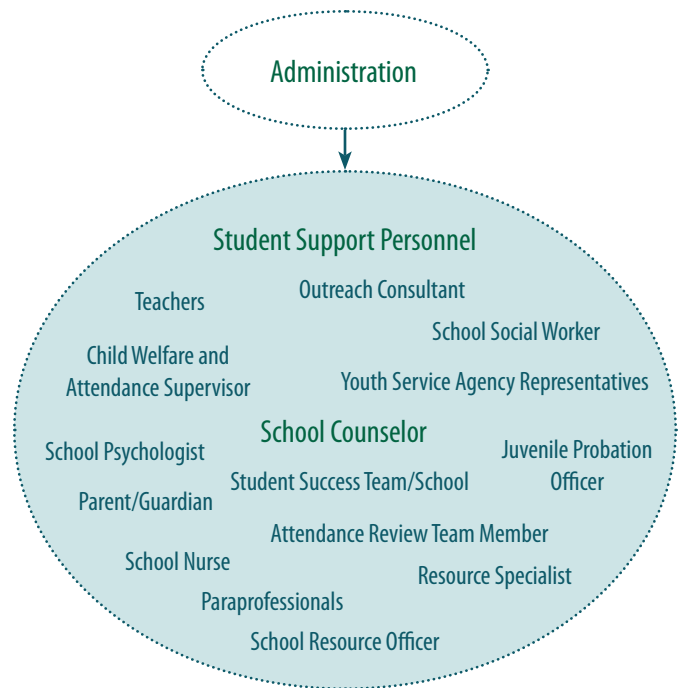 Administration
Student Support Personnel
Outreach Consultant
Teachers
School Social Worker
Child Welfare and
Attendance Supervisor
Youth Service Agency Representatives
School Counselor
School Psychologist
Juvenile Probation
Officer
Student Success Team/School
Parent/Guardian
Attendance Review Team Member
School Nurse
Resource Specialist
Paraprofessionals
School Resource Officer